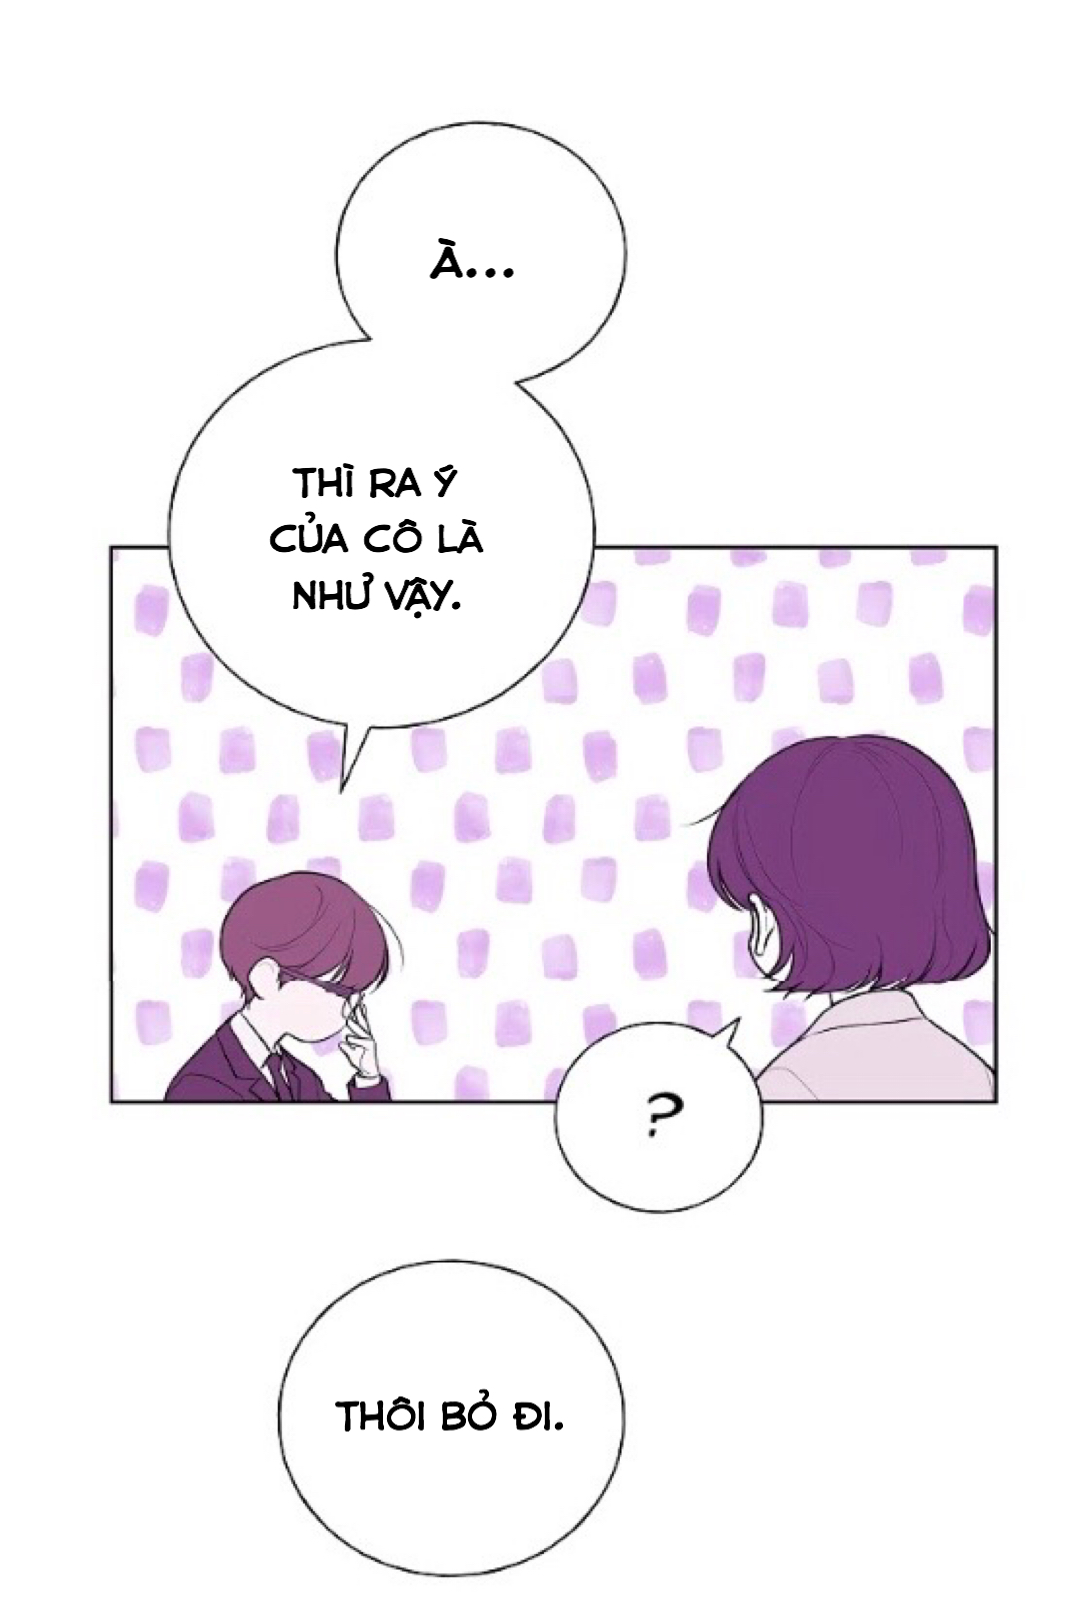 À...
THÌ RA Ý
CỦA CÔ LÀ
NHƯ VẬY.
?
THÔI BỎ ĐI.